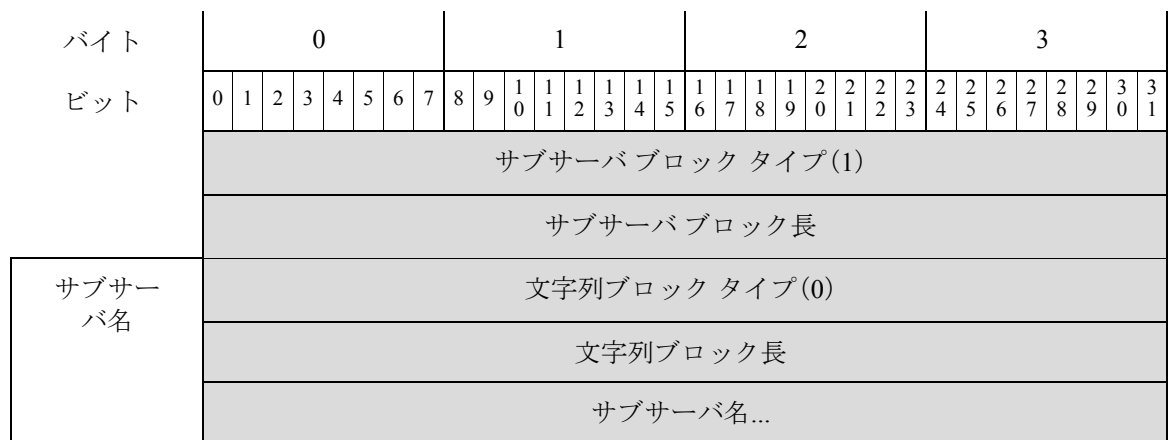 バイト 0 1 2 3
ビット 0 1 2 3 4 5 6 7 8 9 10 11 12 13 14 15 16 17 18 19 20 21 22 23 24 25 26 27 28 29 30 31
サブサーバ ブロック タイプ(1)
サブサーバ ブロック長
サブサー
バ名
文字列ブロック タイプ(0)
文字列ブロック長
サブサーバ名...